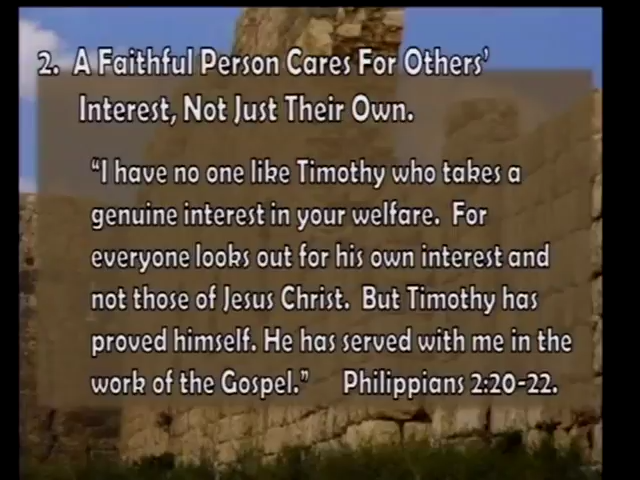 2. A Faithful Person Cares For Others'
Interest, Not Just Their Own.
“I have no one like Timothy who takes a
genuine interest in your welfare. For
everyone looks out for his own interest and
not those of Jesus Christ. But Timothy has
proved himself. He has served with me in the
work of the Gospel.” Philippians 2:20-22.